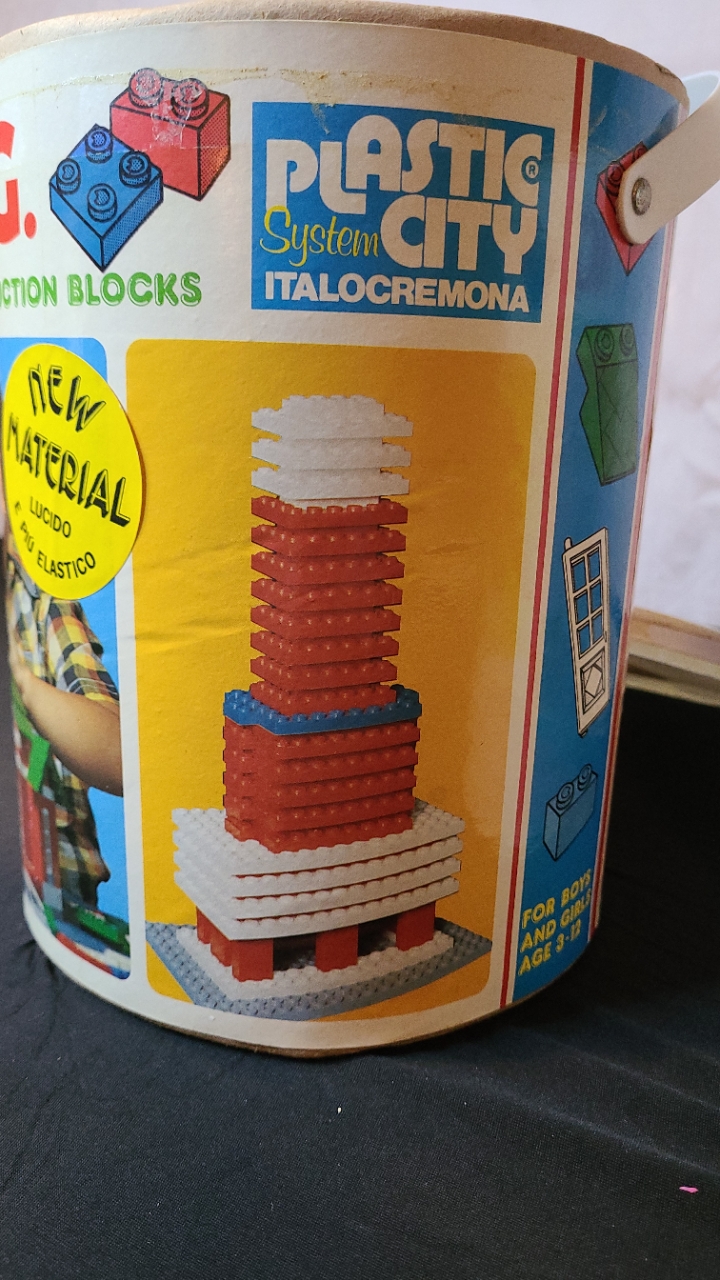 G.
PLASTIC®
System CITY
ITALOCREMONA
CTION BLOCKS
NEW
MATERIAL
LUCIDO
E PIÙ ELASTICO
FOR BOYS
AND GIRLS
AGE 3-12